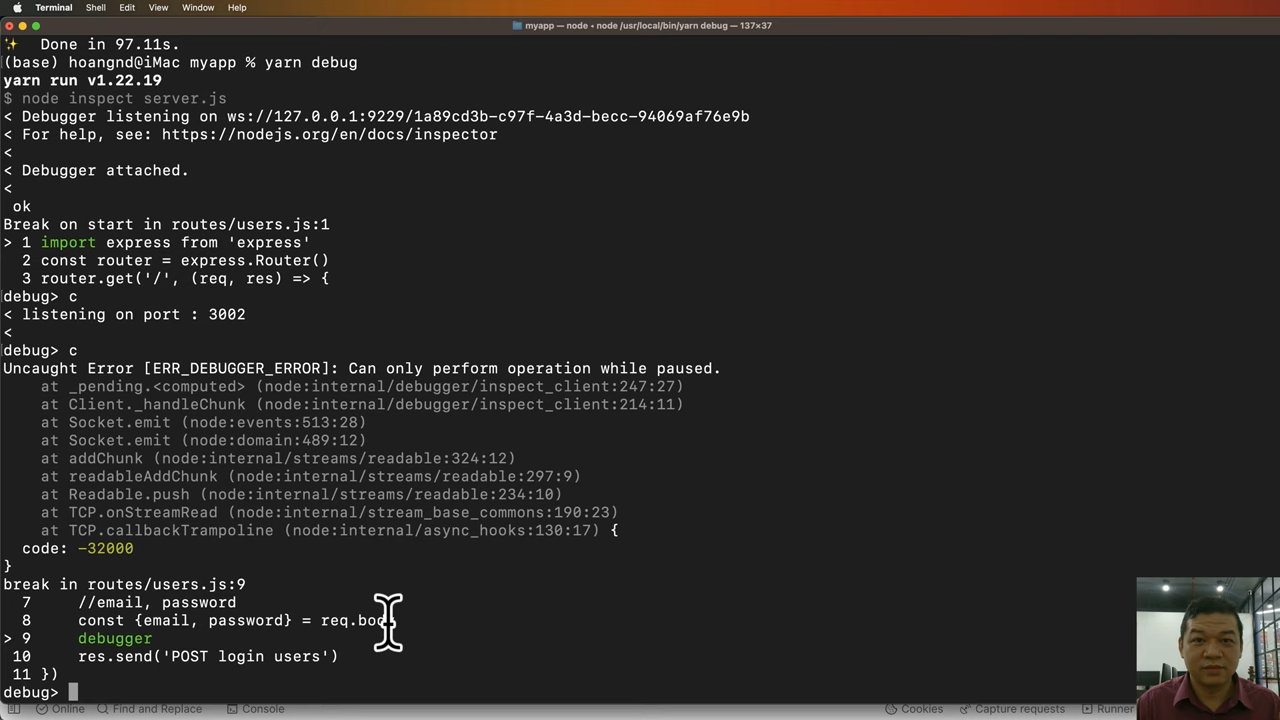 Terminal Shell Edit View Window Help
myapp — node ◂ node /usr/local/bin/yarn debug — 137×37
✨ Done in 97.11s.
(base) hoangnd@iMac myapp % yarn debug
yarn run v1.22.19
$ node inspect server.js
< Debugger listening on ws://127.0.0.1:9229/1a89cd3b-c97f-4a3d-becc-94069af76e9b
< For help, see: https://nodejs.org/en/docs/inspector
<
< Debugger attached.
<
ok
Break on start in routes/users.js:1
> 1 import express from 'express'
2 const router = express.Router()
3 router.get('/', (req, res) => {
debug> c
< listening on port : 3002
<
debug> c
Uncaught Error [ERR_DEBUGGER_ERROR]: Can only perform operation while paused.
at _pending.<computed> (node:internal/debugger/inspect_client:247:27)
at Client._handleChunk (node:internal/debugger/inspect_client:214:11)
at Socket.emit (node:events:513:28)
at Socket.emit (node:domain:489:12)
at addChunk (node:internal/streams/readable:324:12)
at readableAddChunk (node:internal/streams/readable:297:9)
at Readable.push (node:internal/streams/readable:234:10)
at TCP.onStreamRead (node:internal/stream_base_commons:190:23)
at TCP.callbackTrampoline (node:internal/async_hooks:130:17) {
code: -32000
}
break in routes/users.js:9
7 //email, password
8 const {email, password} = req.body
> 9 debugger
10 res.send('POST login users')
11 })
debug>
Online Find and Replace Console Cookies Capture requests Runner